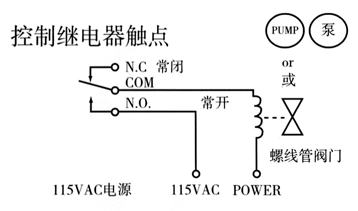 控制继电器触点
PUMP 泵
or
或
N.C 常闭
COM
N.O. 常开
螺线管阀门
115VAC电源 115VAC POWER